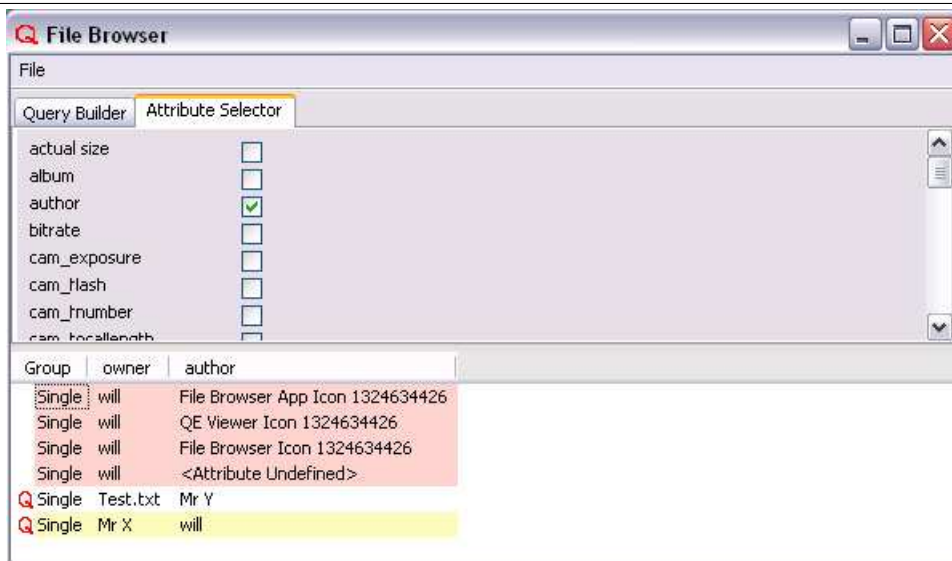 File Browser
File
Query Builder Attribute Selector
actual size
album
author
bitrate
cam_exposure
cam_flash
cam_fnumber
cam_focallength
Group owner author
Single will File Browser App Icon 1324634426
Single will QE Viewer Icon 1324634426
Single will File Browser Icon 1324634426
Single will <Attribute Undefined>
Single Test.txt Mr Y
Single Mr X will